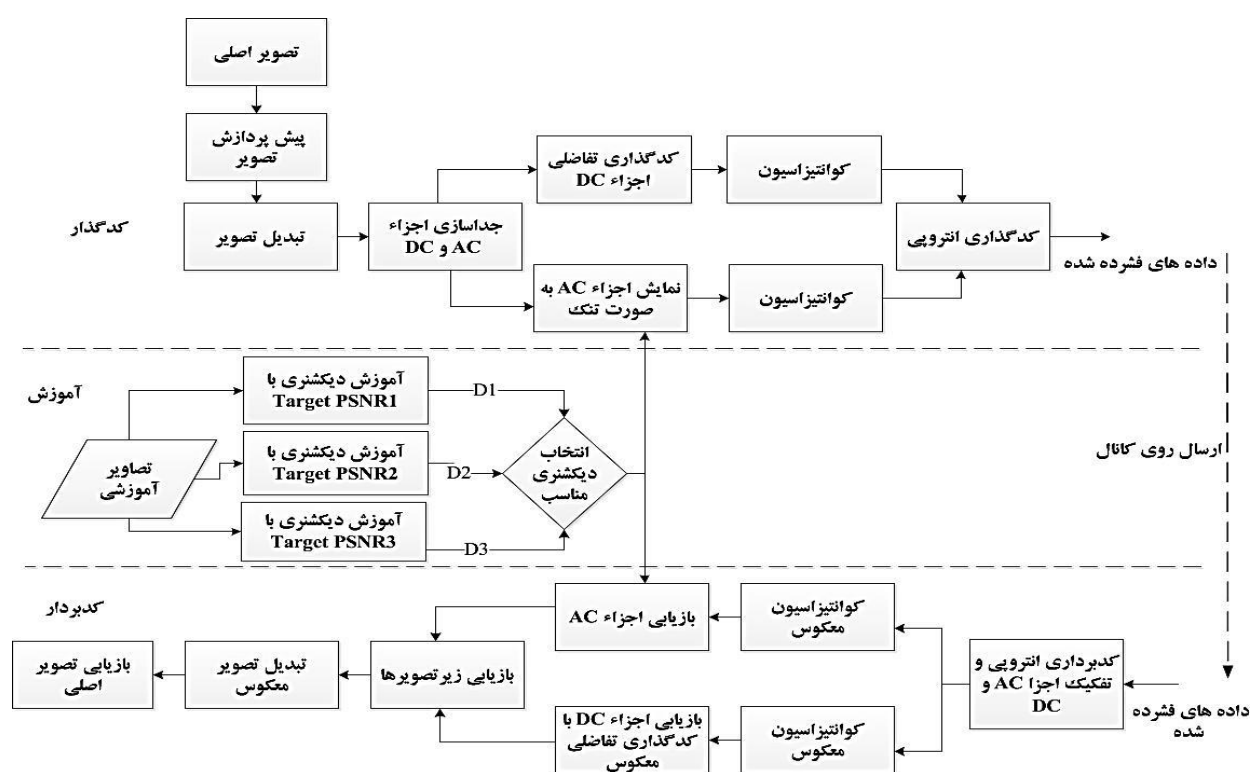 تصویر اصلی
پیش پردازش
تصویر
تبدیل تصویر
کدگذار
جداسازی اجزاء
AC و DC
کدگذاری تفاضلی
اجزاء DC
کوانتیزاسیون
نمایش اجزاء AC به
صورت تنک
کوانتیزاسیون
کدگذاری انتروپی
داده های فشرده شده
آموزش
تصاویر
آموزشی
آموزش دیکشنری با
Target PSNR1
D1
آموزش دیکشنری با
Target PSNR2
D2
آموزش دیکشنری با
Target PSNR3
D3
انتخاب
دیکشنری
مناسب
ارسال روی کانال
کدبردار
داده های فشرده
شده
کدبرداری انتروپی و
تفکیک اجزا AC و
DC
کوانتیزاسیون
معکوس
بازیابی اجزاء AC
کوانتیزاسیون
معکوس
بازیابی اجزاء DC با
کدگذاری تفاضلی
معکوس
بازیابی زیرتصویرها
تبدیل تصویر
معکوس
بازیابی تصویر
اصلی